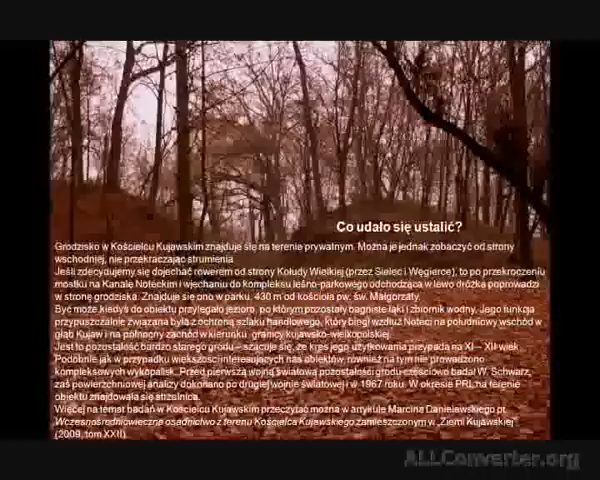 Co udało się ustalić?
Grodzisko w Kościelcu Kujawskim znajduje się na terenie prywatnym. Można je jednak zobaczyć od strony
wschodniej, nie przekraczając strumienia.
Jeśli zdecydujemy się dojechać rowerem od strony Kołudy Wielkiej (przez Sielec i Węgierce), to po przekroczeniu
mostku na Kanale Noteckim i wjechaniu do kompleksu leśno-parkowego odchodząca w lewo dróżka poprowadzi
w stronę grodziska. Znajduje się ono w parku, 430 m od kościoła pw. św. Małgorzaty.
Być może kiedyś do obiektu przylegało jezioro, po którym pozostały bagniste łąki i zbiornik wodny. Jego funkcja
przypuszczalnie związana była z ochroną szlaku handlowego, który biegł wzdłuż Noteci na południowy wschód w
głąb Kujaw i na północny zachód w kierunku granicy kujawsko-wielkopolskiej.
Jest to pozostałość bardzo starego grodu – szacuje się, że kres jego użytkowania przypada na XI – XII wiek.
Podobnie jak w przypadku większości interesujących nas obiektów, również na tym nie prowadzono
kompleksowych wykopalisk. Przed pierwszą wojną światową pozostałości grodu częściowo badał W. Schwarz,
zaś powierzchniowej analizy dokonano po drugiej wojnie światowej i w 1967 roku. W okresie PRL na terenie
obiektu znajdowała się strzelnica.
Więcej na temat badań w Kościelcu Kujawskim przeczytać można w artykule Marcina Danielewskiego pt.
Wczesnośredniowieczne osadnictwo z terenu Kościelca Kujawskiego zamieszczonym w „Ziemi Kujawskiej”
(2009, tom XXII).
ALLConverter.org